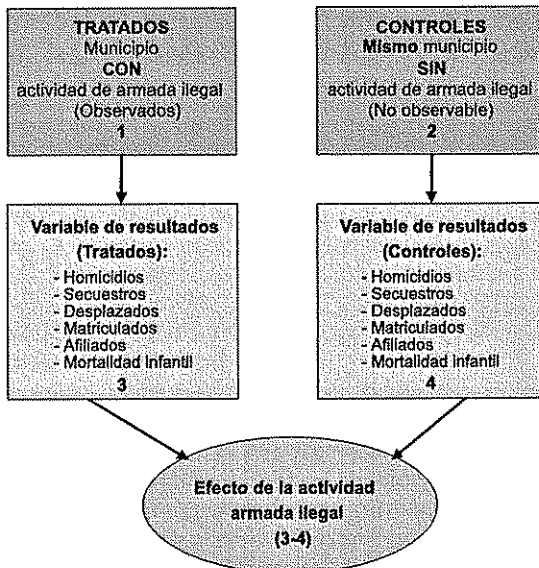 TRATADOS
Municipio
CON
actividad de armada ilegal
(Observados)
1
CONTROLES
Mismo municipio
SIN
actividad de armada ilegal
(No observable)
2
Variable de resultados
(Tratados):
- Homicidios
- Secuestros
- Desplazados
- Matriculados
- Afiliados
- Mortalidad Infantil
3
Variable de resultados
(Controles):
- Homicidios
- Secuestros
- Desplazados
- Matriculados
- Afiliados
- Mortalidad Infantil
4
Efecto de la actividad
armada ilegal
(3-4)